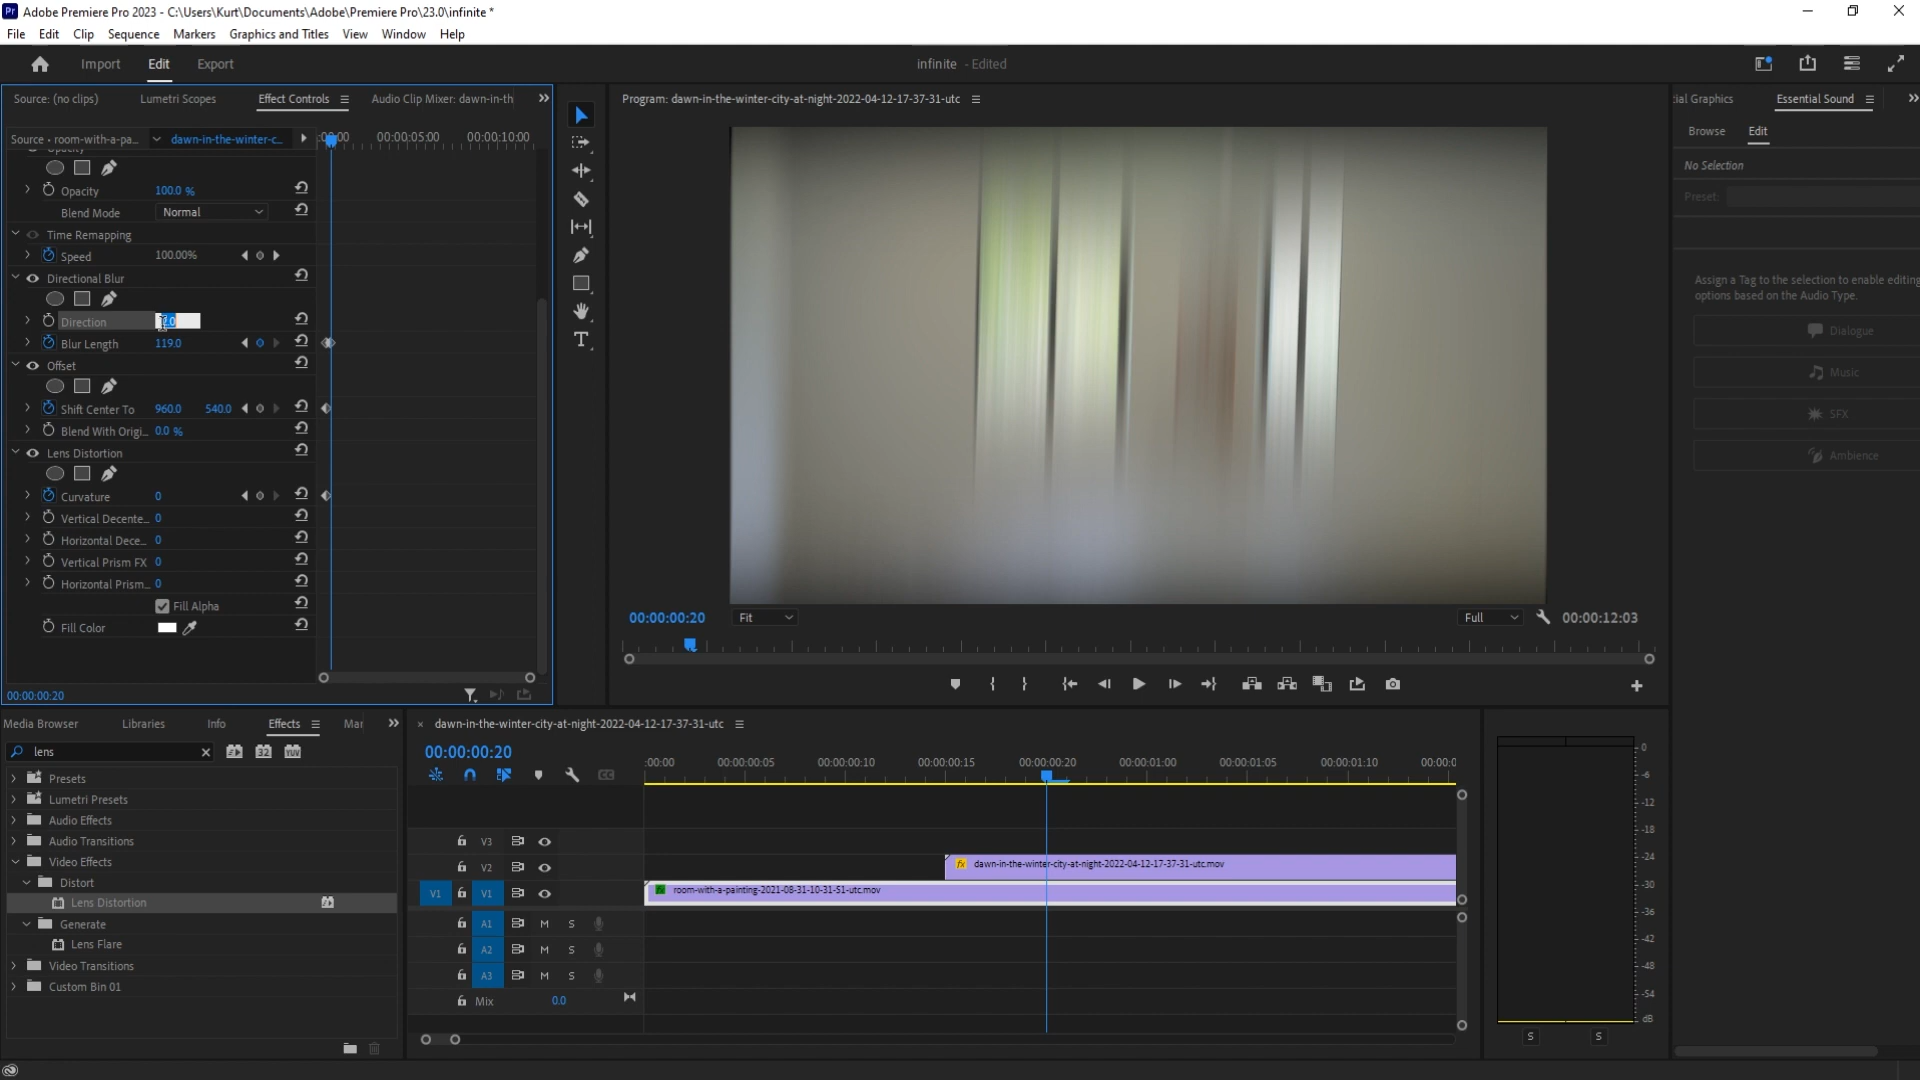 Adobe Premiere Pro 2023 - C:\Users\Kurt\Documents\Adobe\Premiere Pro\23.0\infinite *
File Edit Clip Sequence Markers Graphics and Titles View Window Help
Import Edit Export
infinite - Edited
Source: (no clips) Lumetri Scopes Effect Controls Audio Clip Mixer: dawn-in-th
Program: dawn-in-the-winter-city-at-night-2022-04-12-17-37-31-utc
ial Graphics Essential Sound
Source • room-with-a-pa... dawn-in-the-winter-c...
:00:00 00:00:05:00 00:00:10:00
Browse Edit
No Selection
Preset:
Opacity
Opacity 100.0 %
Blend Mode Normal
Time Remapping
Speed 100.00%
Directional Blur
Direction
Blur Length 119.0
Offset
Shift Center To 960.0 540.0
Blend With Origi... 0.0 %
Lens Distortion
Curvature 0
Vertical Decente... 0
Horizontal Dece... 0
Vertical Prism FX 0
Horizontal Prism... 0
Fill Alpha
Fill Color
00:00:00:20
Assign a Tag to the selection to enable editing
options based on the Audio Type.
Dialogue
Music
SFX
Ambience
00:00:00:20 Fit Full 00:00:12:03
Media Browser Libraries Info Effects Mar
lens
32 YUV
Presets
Lumetri Presets
Audio Effects
Audio Transitions
Video Effects
Distort
Lens Distortion
Generate
Lens Flare
Video Transitions
Custom Bin 01
× dawn-in-the-winter-city-at-night-2022-04-12-17-37-31-utc
00:00:00:20
:00:00 00:00:00:05 00:00:00:10 00:00:00:15 00:00:00:20 00:00:01:00 00:00:01:05 00:00:01:10 00:00:0
V3
V2 fx dawn-in-the-winter-city-at-night-2022-04-12-17-37-31-utc.mov
V1 V1 fx room-with-a-painting-2021-08-31-10-31-51-utc.mov
A1 M S
A2 M S
A3 M S
Mix 0.0
0
-6
-12
-18
-24
-30
-36
-42
-48
-54
dB
S S